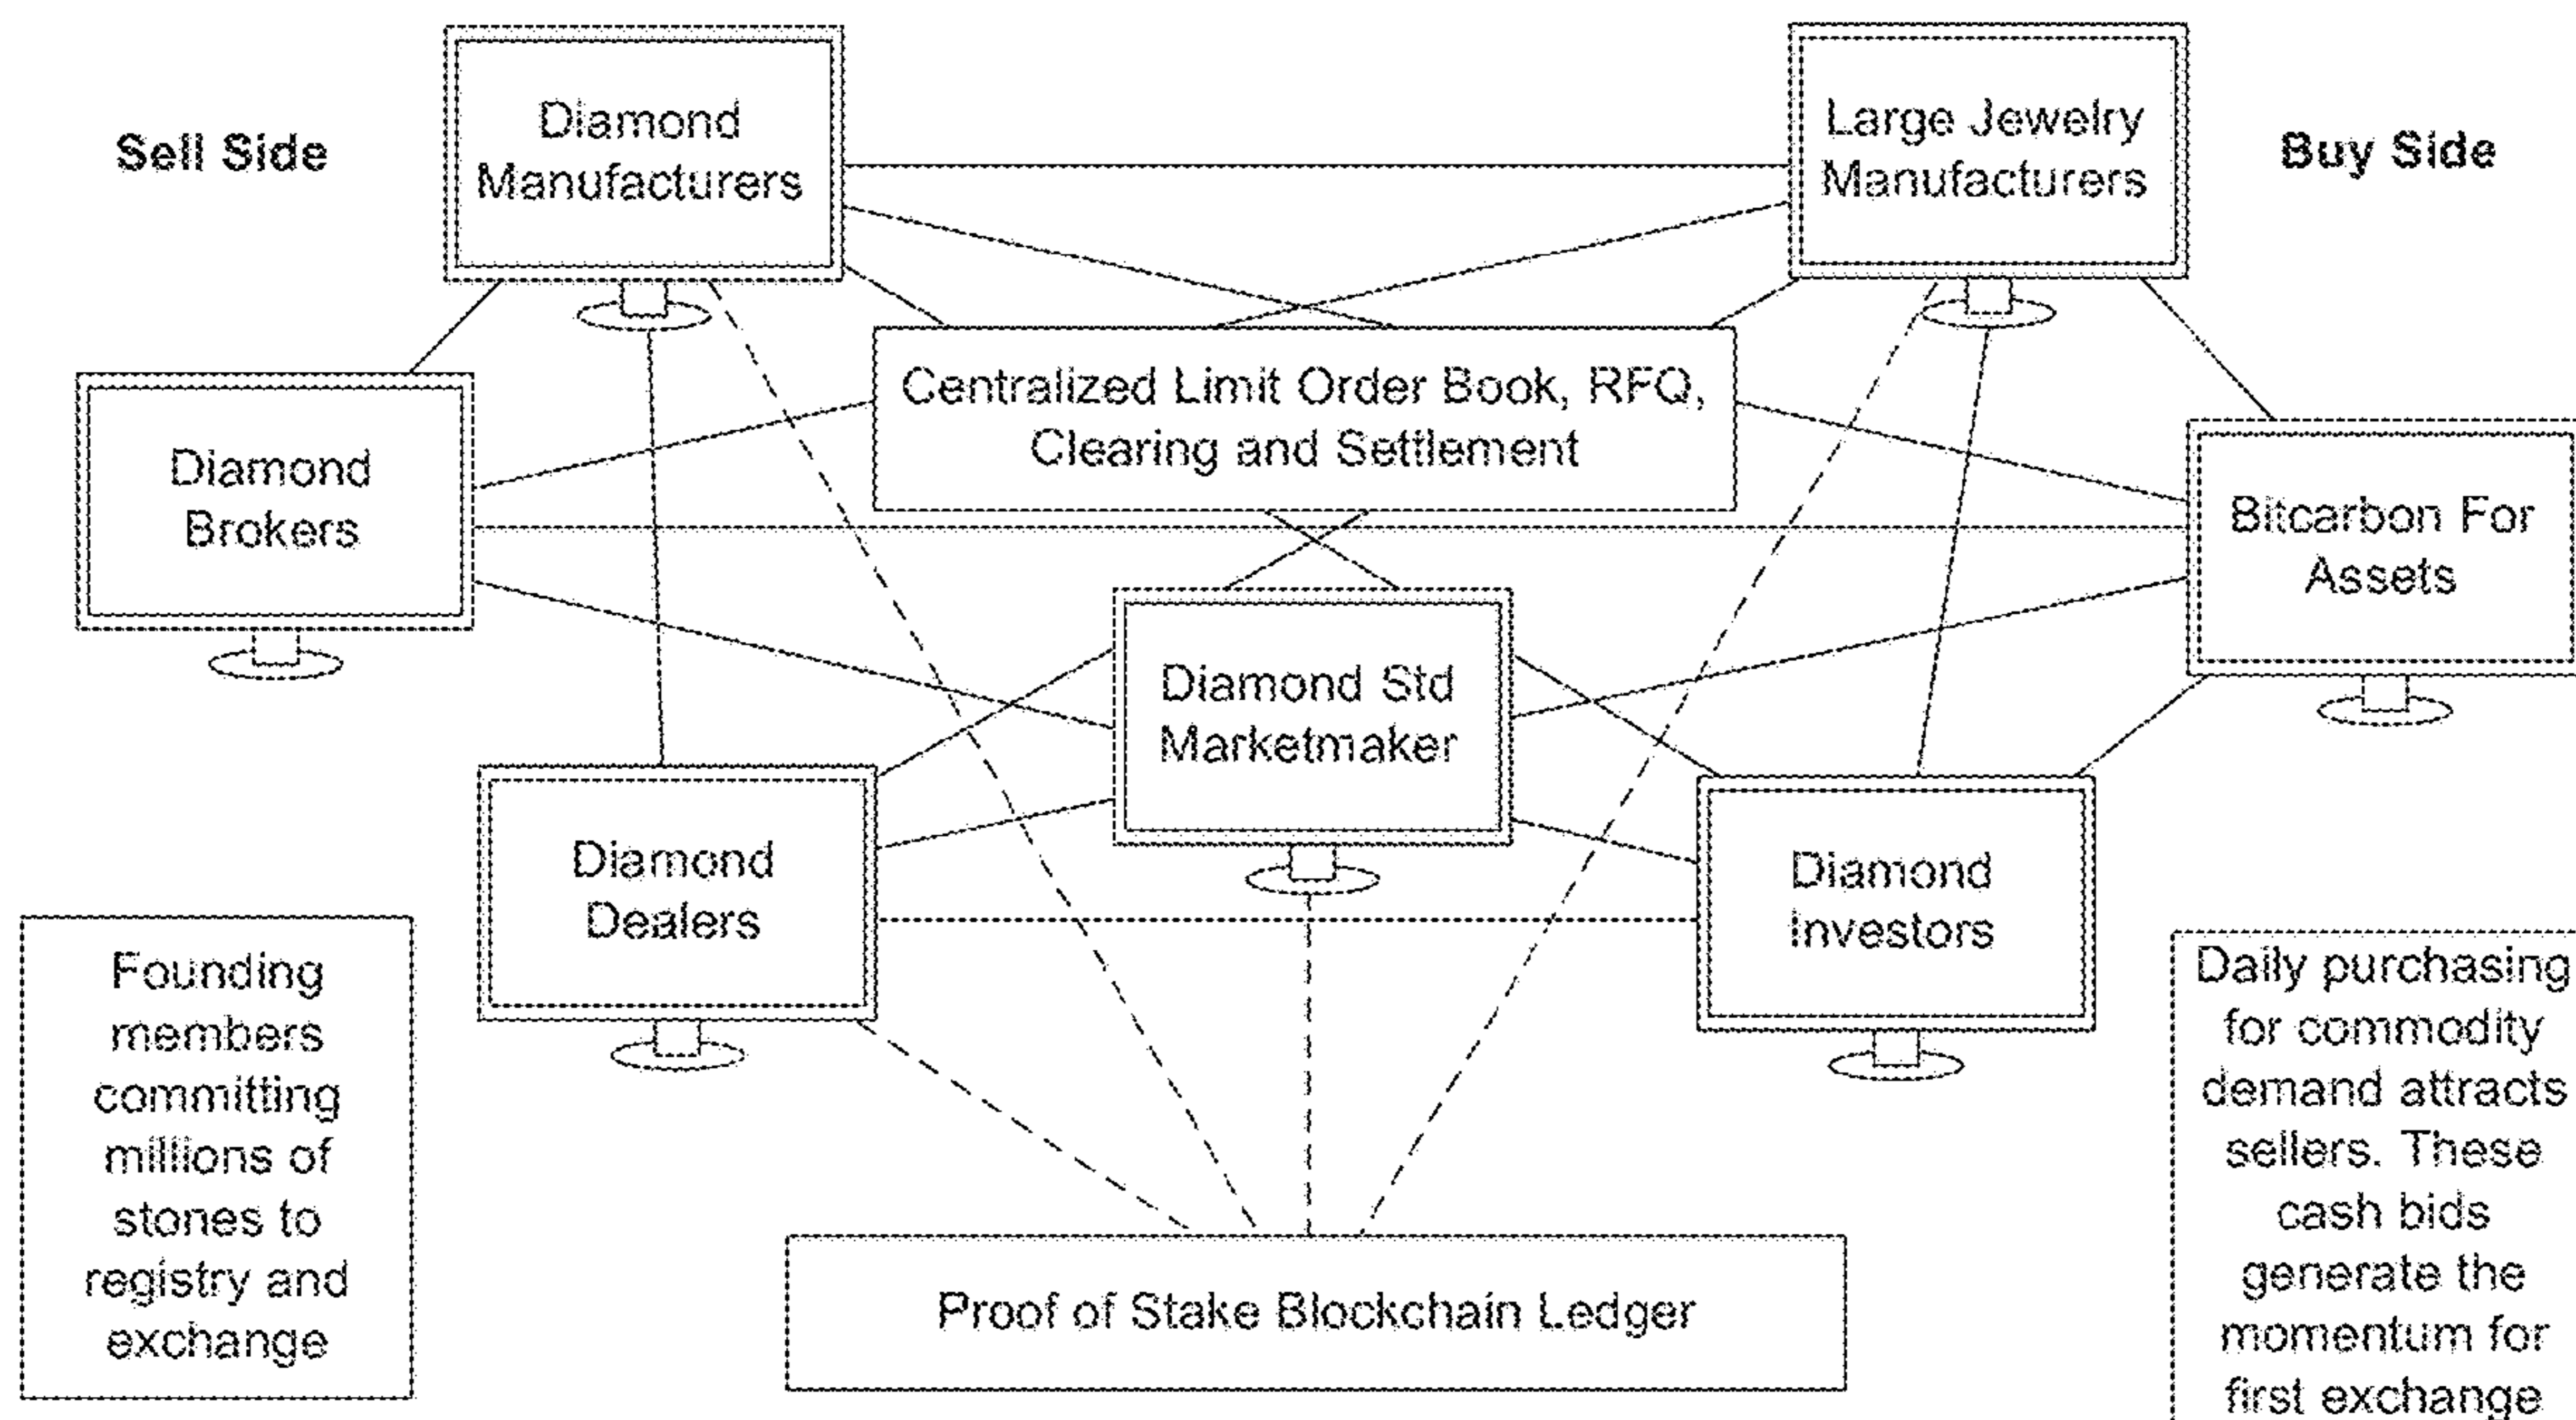 Sell Side
Diamond
Manufacturers
Large Jewelry
Manufacturers
Buy Side
Centralized Limit Order Book, RFQ,
Clearing and Settlement
Diamond
Brokers
Bitcarbon For
Assets
Diamond Std
Marketmaker
Diamond
Dealers
Diamond
Investors
Founding
members
committing
millions of
stones to
registry and
exchange
Daily purchasing
for commodity
demand attracts
sellers. These
cash bids
generate the
momentum for
first exchange
Proof of Stake Blockchain Ledger